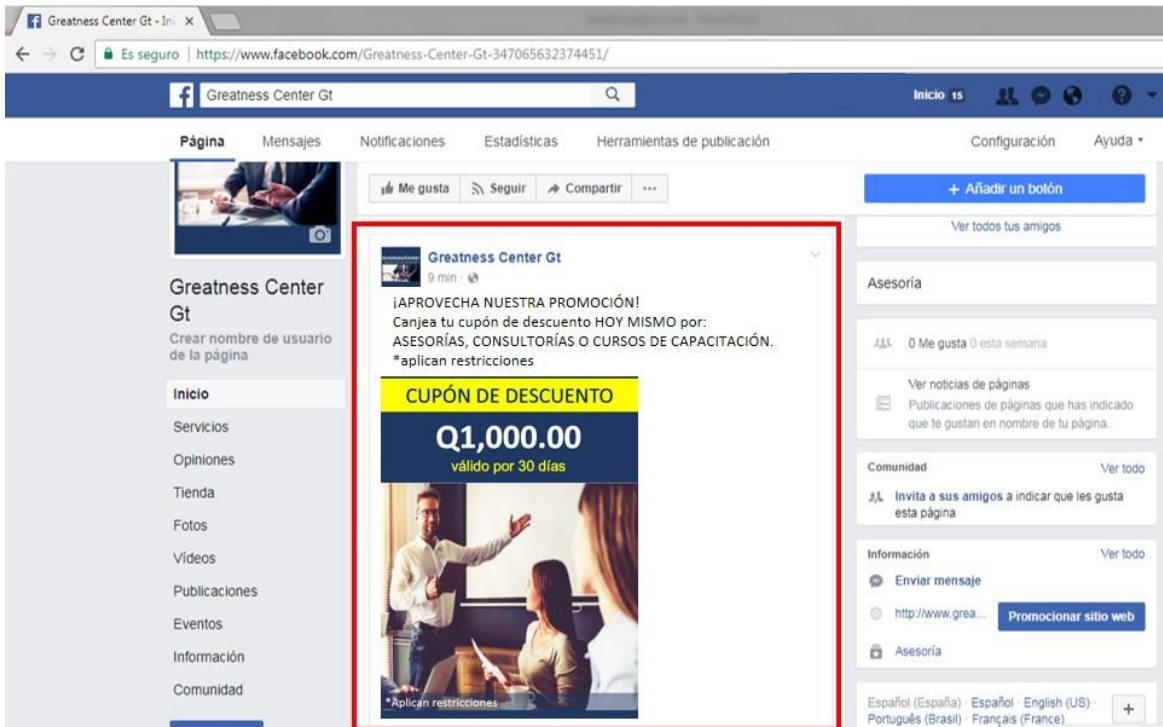 Greatness Center Gt - Ini
Es seguro | https://www.facebook.com/Greatness-Center-Gt-347065632374451/
Greatness Center Gt
Inicio 15
Página Mensajes Notificaciones Estadísticas Herramientas de publicación Configuración Ayuda
Me gusta Seguir Compartir ...
+ Añadir un botón
Greatness Center
Gt
Crear nombre de usuario
de la página
Inicio
Servicios
Opiniones
Tienda
Fotos
Vídeos
Publicaciones
Eventos
Información
Comunidad
Greatness Center Gt
9 min ·
¡APROVECHA NUESTRA PROMOCIÓN!
Canjea tu cupón de descuento HOY MISMO por:
ASESORÍAS, CONSULTORÍAS O CURSOS DE CAPACITACIÓN.
*aplican restricciones
CUPÓN DE DESCUENTO
Q1,000.00
válido por 30 días
*Aplican restricciones
Ver todos tus amigos
Asesoría
0 Me gusta 0 esta semana
Ver noticias de páginas
Publicaciones de páginas que has indicado
que te gustan en nombre de tu página.
Comunidad Ver todo
Invita a sus amigos a indicar que les gusta
esta página
Información Ver todo
Enviar mensaje
http://www.grea... Promocionar sitio web
Asesoría
Español (España) · Español · English (US) ·
Português (Brasil) · Français (France)
+